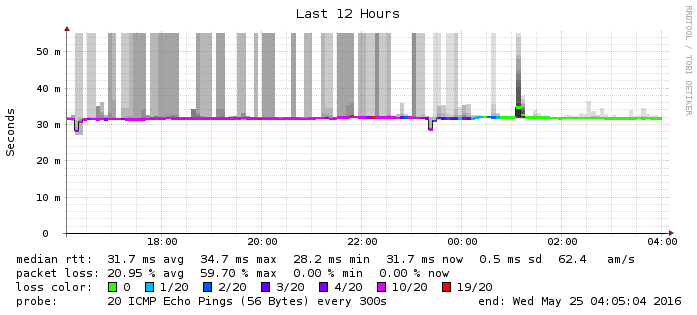 Last 12 Hours
RRDTOOL / TOBI OETIKER
Seconds
50 m
40 m
30 m
20 m
10 m
0
18:00 20:00 22:00 00:00 02:00 04:00
median rtt: 31.7 ms avg 34.7 ms max 28.2 ms min 31.7 ms now 0.5 ms sd 62.4 am/s
packet loss: 20.95 % avg 59.70 % max 0.00 % min 0.00 % now
loss color: 0 1/20 2/20 3/20 4/20 10/20 19/20
probe: 20 ICMP Echo Pings (56 Bytes) every 300s end: Wed May 25 04:05:04 2016